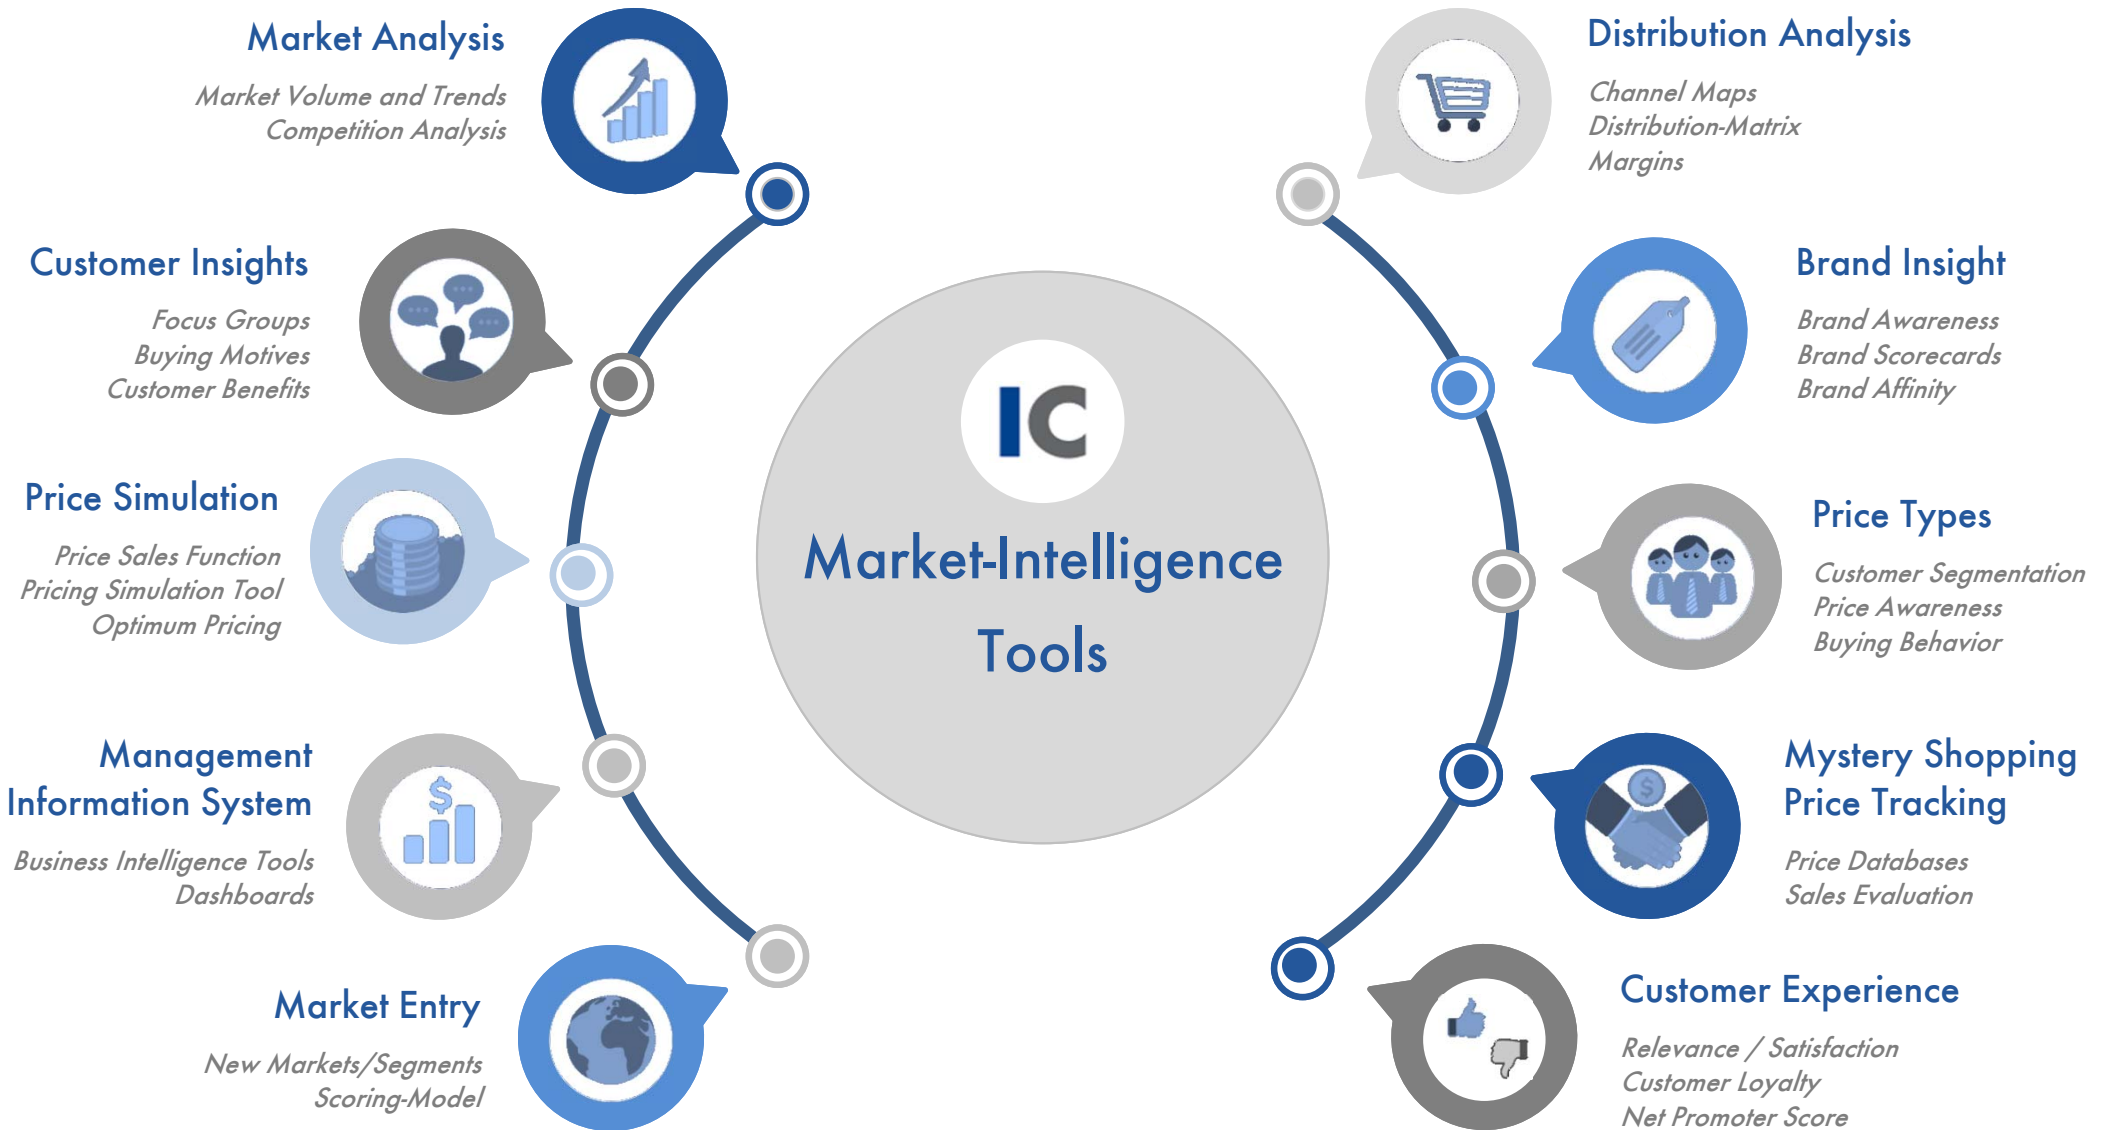 Market Analysis
Market Volume and Trends
Competition Analysis
Customer Insights
Focus Groups
Buying Motives
Customer Benefits
Price Simulation
Price Sales Function
Pricing Simulation Tool
Optimum Pricing
Management
Information System
Business Intelligence Tools
Dashboards
$
Market Entry
New Markets/Segments
Scoring-Model
IC
Market-Intelligence
Tools
Distribution Analysis
Channel Maps
Distribution-Matrix
Margins
Brand Insight
Brand Awareness
Brand Scorecards
Brand Affinity
Price Types
Customer Segmentation
Price Awareness
Buying Behavior
Mystery Shopping
Price Tracking
Price Databases
Sales Evaluation
$
Customer Experience
Relevance / Satisfaction
Customer Loyalty
Net Promoter Score